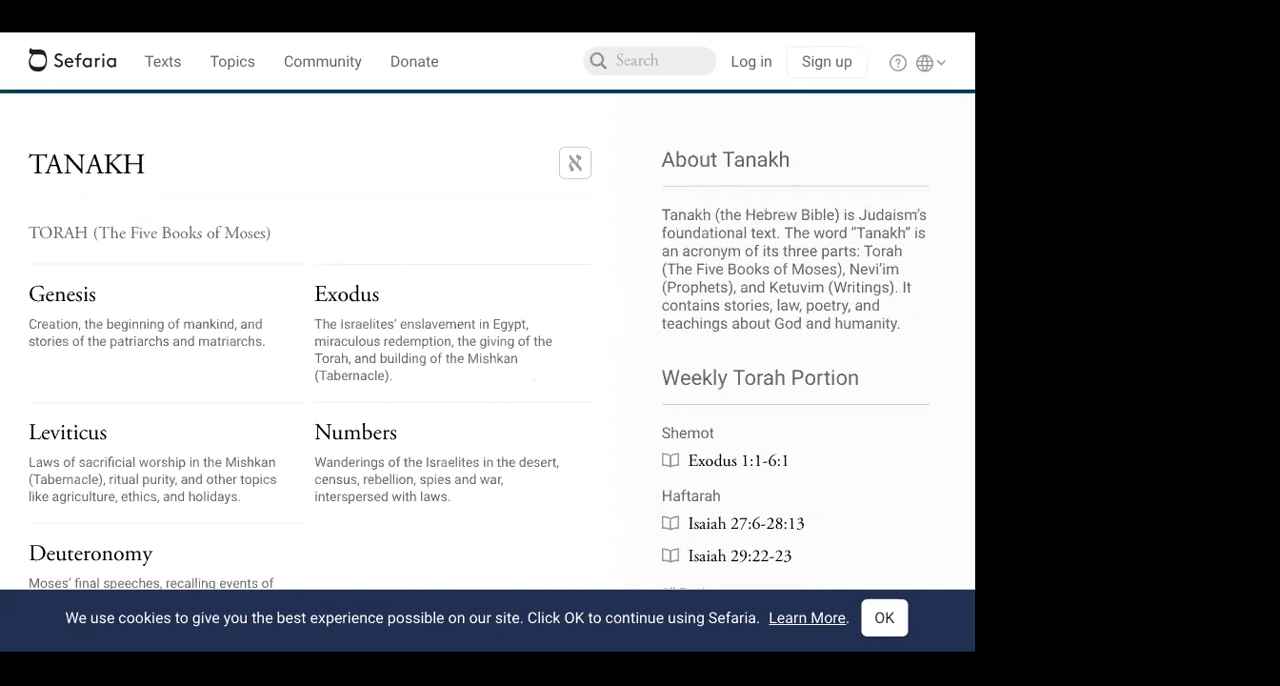 Sefaria Texts Topics Community Donate Search Log in Sign up
TANAKH
א
TORAH (The Five Books of Moses)
Genesis
Creation, the beginning of mankind, and
stories of the patriarchs and matriarchs.
Exodus
The Israelites' enslavement in Egypt,
miraculous redemption, the giving of the
Torah, and building of the Mishkan
(Tabernacle).
Leviticus
Laws of sacrificial worship in the Mishkan
(Tabernacle), ritual purity, and other topics
like agriculture, ethics, and holidays.
Numbers
Wanderings of the Israelites in the desert,
census, rebellion, spies and war,
interspersed with laws.
Deuteronomy
Moses' final speeches, recalling events of
About Tanakh
Tanakh (the Hebrew Bible) is Judaism's
foundational text. The word "Tanakh" is
an acronym of its three parts: Torah
(The Five Books of Moses), Nevi'im
(Prophets), and Ketuvim (Writings). It
contains stories, law, poetry, and
teachings about God and humanity.
Weekly Torah Portion
Shemot
Exodus 1:1-6:1
Haftarah
Isaiah 27:6-28:13
Isaiah 29:22-23
We use cookies to give you the best experience possible on our site. Click OK to continue using Sefaria. Learn More. OK